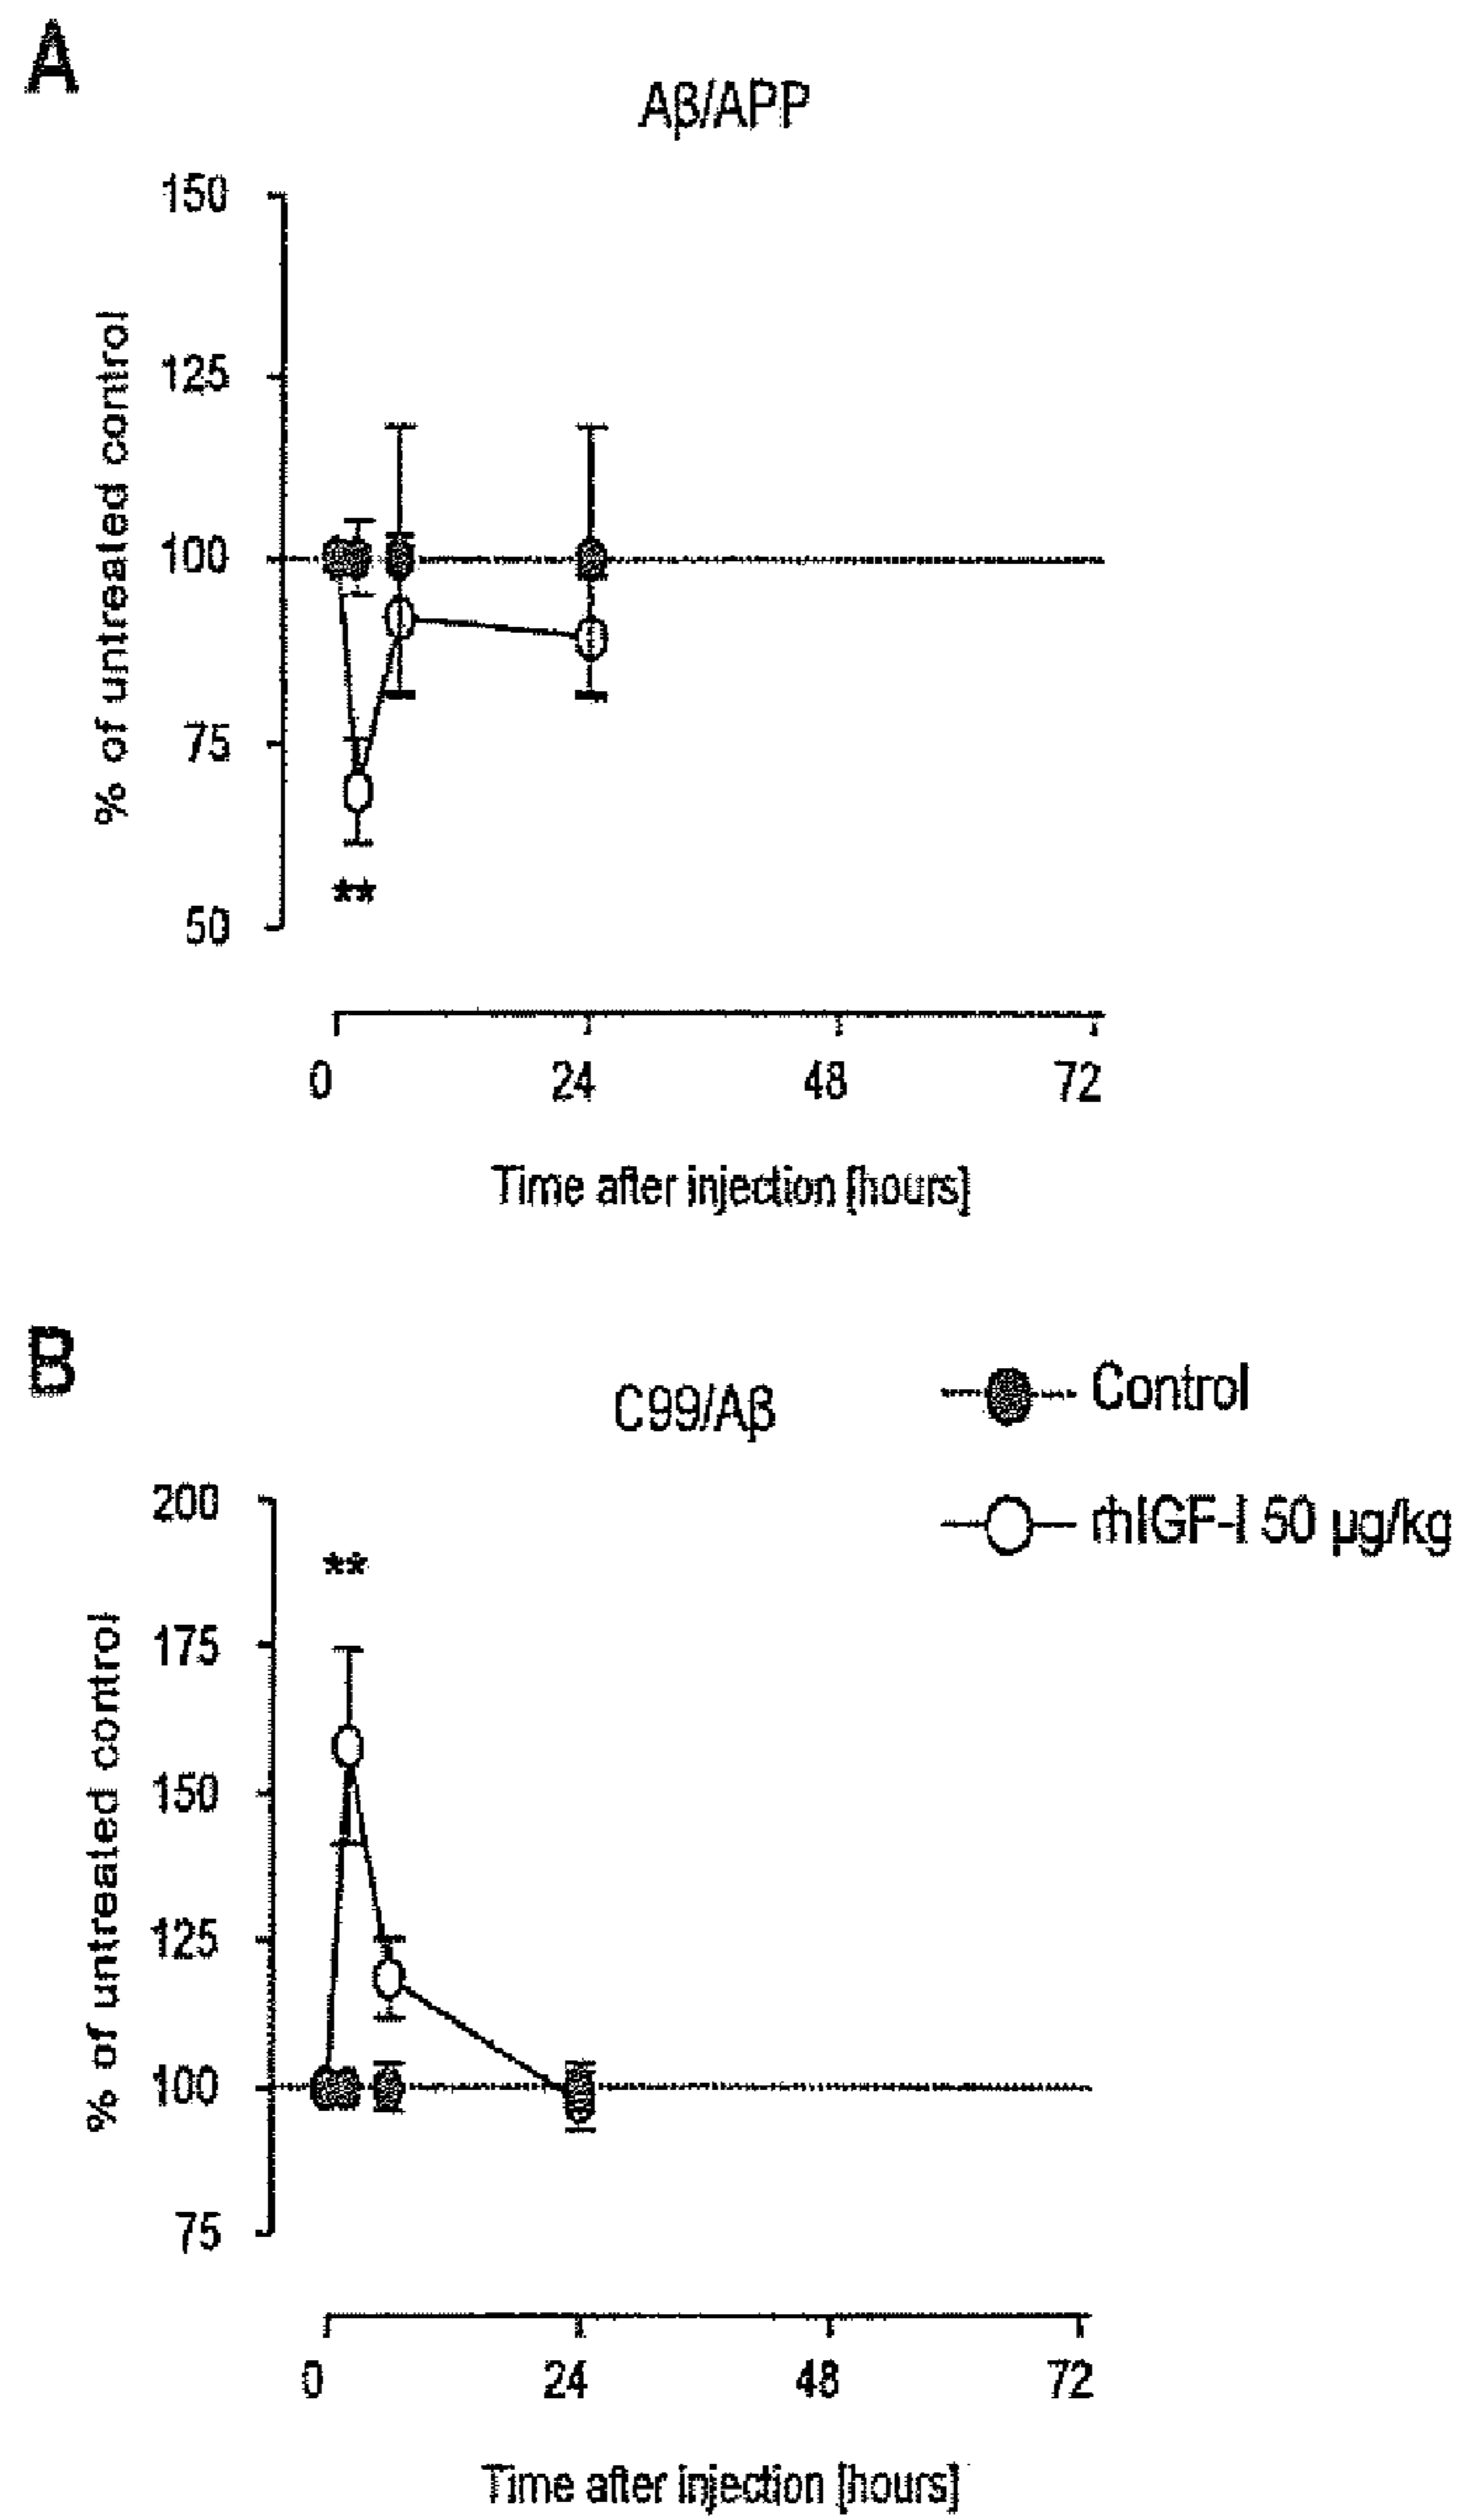 A
Aβ/APP
150
125
100
75
50
% of untreated control
**
0 24 48 72
Time after injection [hours]
B
C99/Aβ
Control
rhIGF-I 50 µg/kg
200
175
150
125
100
75
% of untreated control
**
0 24 48 72
Time after injection [hours]